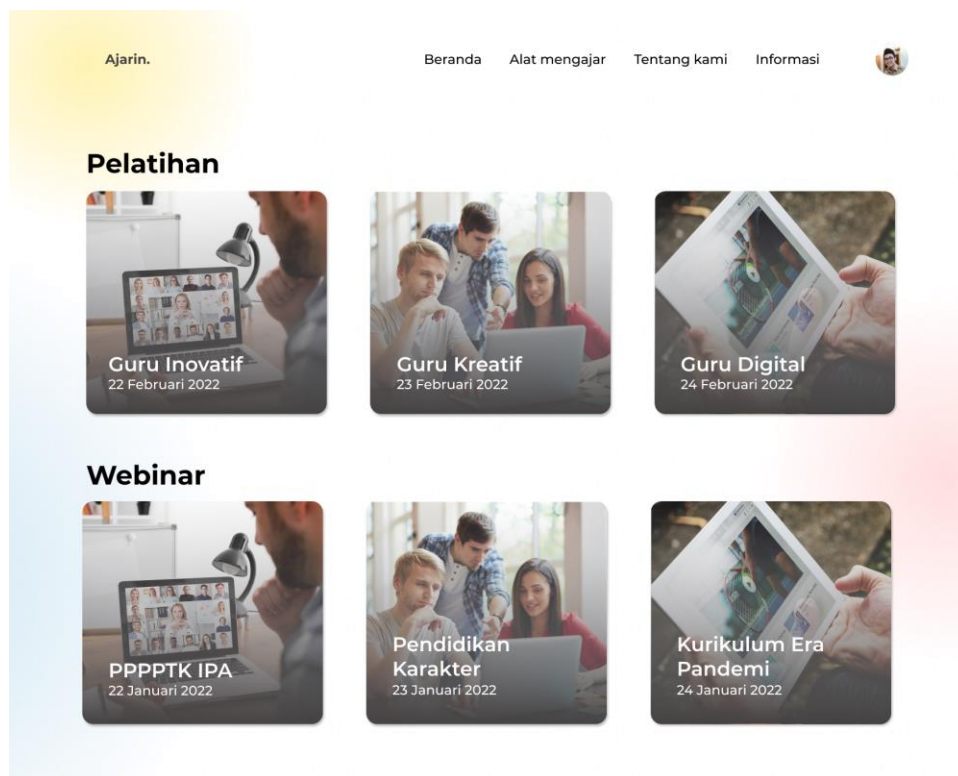 Ajarin.
Beranda Alat mengajar Tentang kami Informasi
Pelatihan
Guru Inovatif
22 Februari 2022
Guru Kreatif
23 Februari 2022
Guru Digital
24 Februari 2022
Webinar
PPPPTK IPA
22 Januari 2022
Pendidikan
Karakter
23 Januari 2022
Kurikulum Era
Pandemi
24 Januari 2022